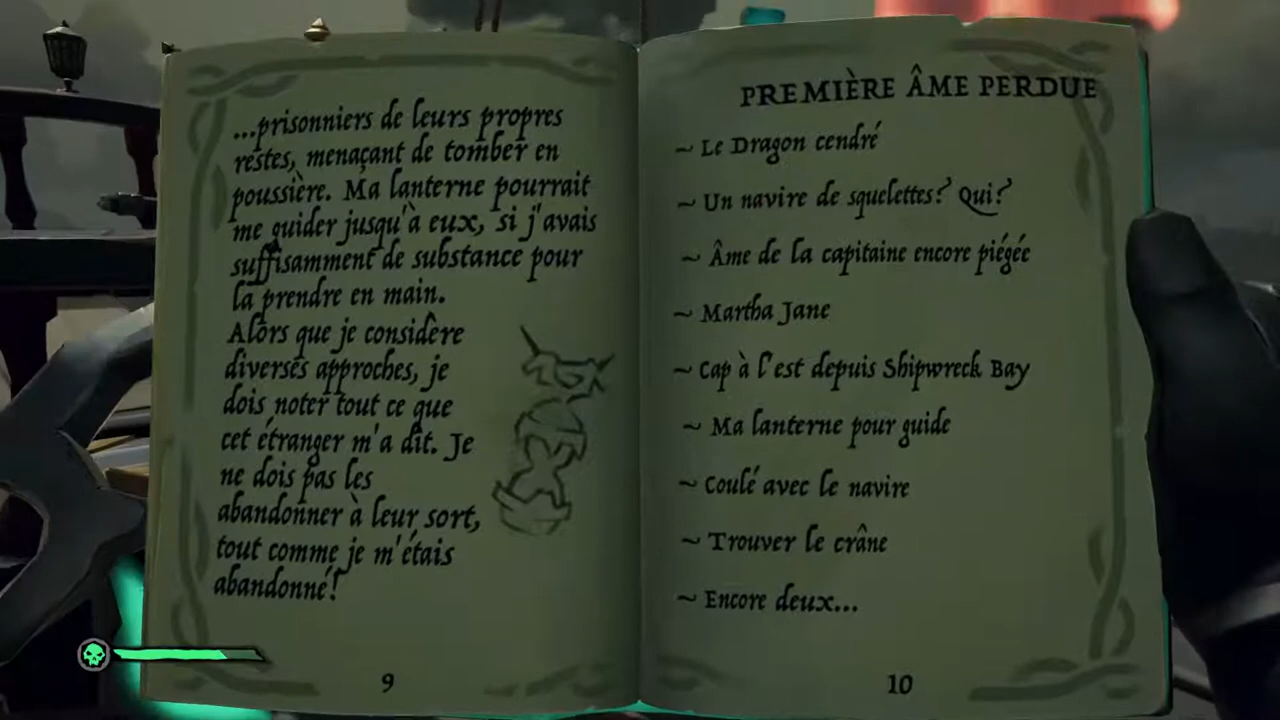 ...prisonniers de leurs propres
restes, menaçant de tomber en
poussière. Ma lanterne pourrait
me guider jusqu'à eux, si j'avais
suffisamment de substance pour
la prendre en main.
Alors que je considère
diverses approches, je
dois noter tout ce que
cet étranger m'a dit. Je
ne dois pas les
abandonner à leur sort,
tout comme je m'étais
abandonné!
9
PREMIÈRE ÂME PERDUE
~ Le Dragon cendré
~ Un navire de squelettes? Qui?
~ Âme de la capitaine encore piégée
~ Martha Jane
~ Cap à l'est depuis Shipwreck Bay
~ Ma lanterne pour guide
~ Coulé avec le navire
~ Trouver le crâne
~ Encore deux...
10